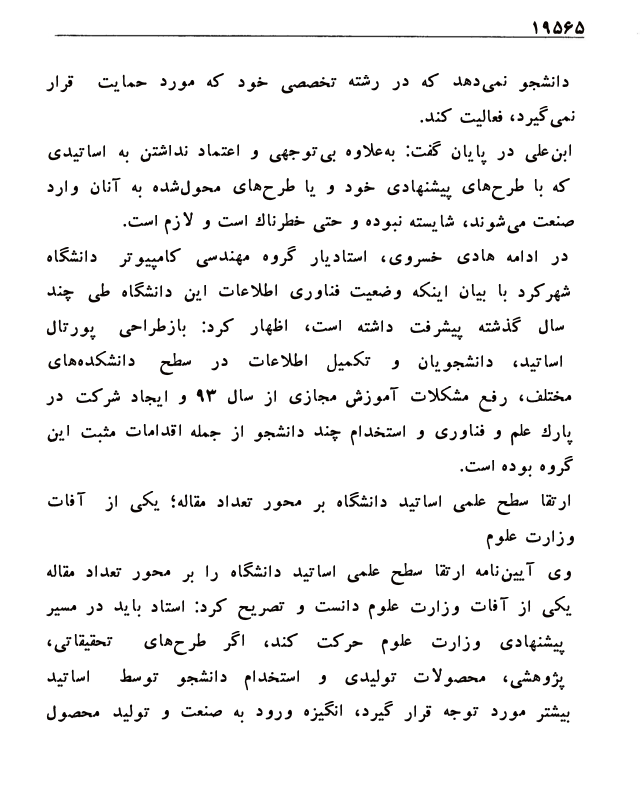 ۱۹۵۶۵
دانشجو نمی‌دهد که در رشته تخصصی خود که مورد حمایت قرار
نمی‌گیرد، فعالیت کند.
ابن‌علی در پایان گفت: به‌علاوه بی‌توجهی و اعتماد نداشتن به اساتیدی
که با طرح‌های پیشنهادی خود و یا طرح‌های محول‌شده به آنان وارد
صنعت می‌شوند، شایسته نبوده و حتی خطرناك است و لازم است.
در ادامه هادی خسروی، استادیار گروه مهندسی کامپیوتر دانشگاه
شهرکرد با بیان اینکه وضعیت فناوری اطلاعات این دانشگاه طی چند
سال گذشته پیشرفت داشته است، اظهار کرد: بازطراحی پورتال
اساتید، دانشجویان و تکمیل اطلاعات در سطح دانشکده‌های
مختلف، رفع مشکلات آموزش مجازی از سال ۹۳ و ایجاد شرکت در
پارك علم و فناوری و استخدام چند دانشجو از جمله اقدامات مثبت این
گروه بوده است.
ارتقا سطح علمی اساتید دانشگاه بر محور تعداد مقاله؛ یکی از آفات
وزارت علوم
وی آیین‌نامه ارتقا سطح علمی اساتید دانشگاه را بر محور تعداد مقاله
یکی از آفات وزارت علوم دانست و تصریح کرد: استاد باید در مسیر
پیشنهادی وزارت علوم حرکت کند، اگر طرح‌های تحقیقاتی،
پژوهشی، محصولات تولیدی و استخدام دانشجو توسط اساتید
بیشتر مورد توجه قرار گیرد، انگیزه ورود به صنعت و تولید محصول